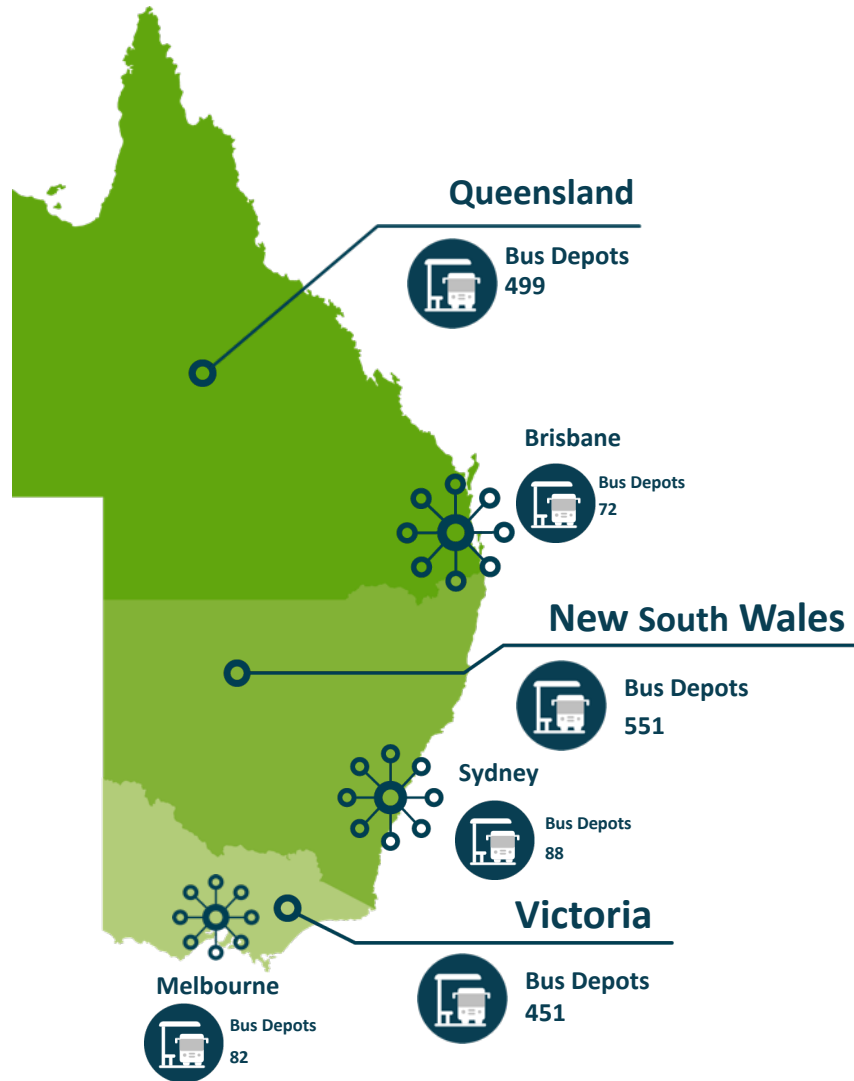 Queensland
Bus Depots
499
Brisbane
Bus Depots
72
New South Wales
Bus Depots
551
Sydney
Bus Depots
88
Victoria
Bus Depots
451
Melbourne
Bus Depots
82